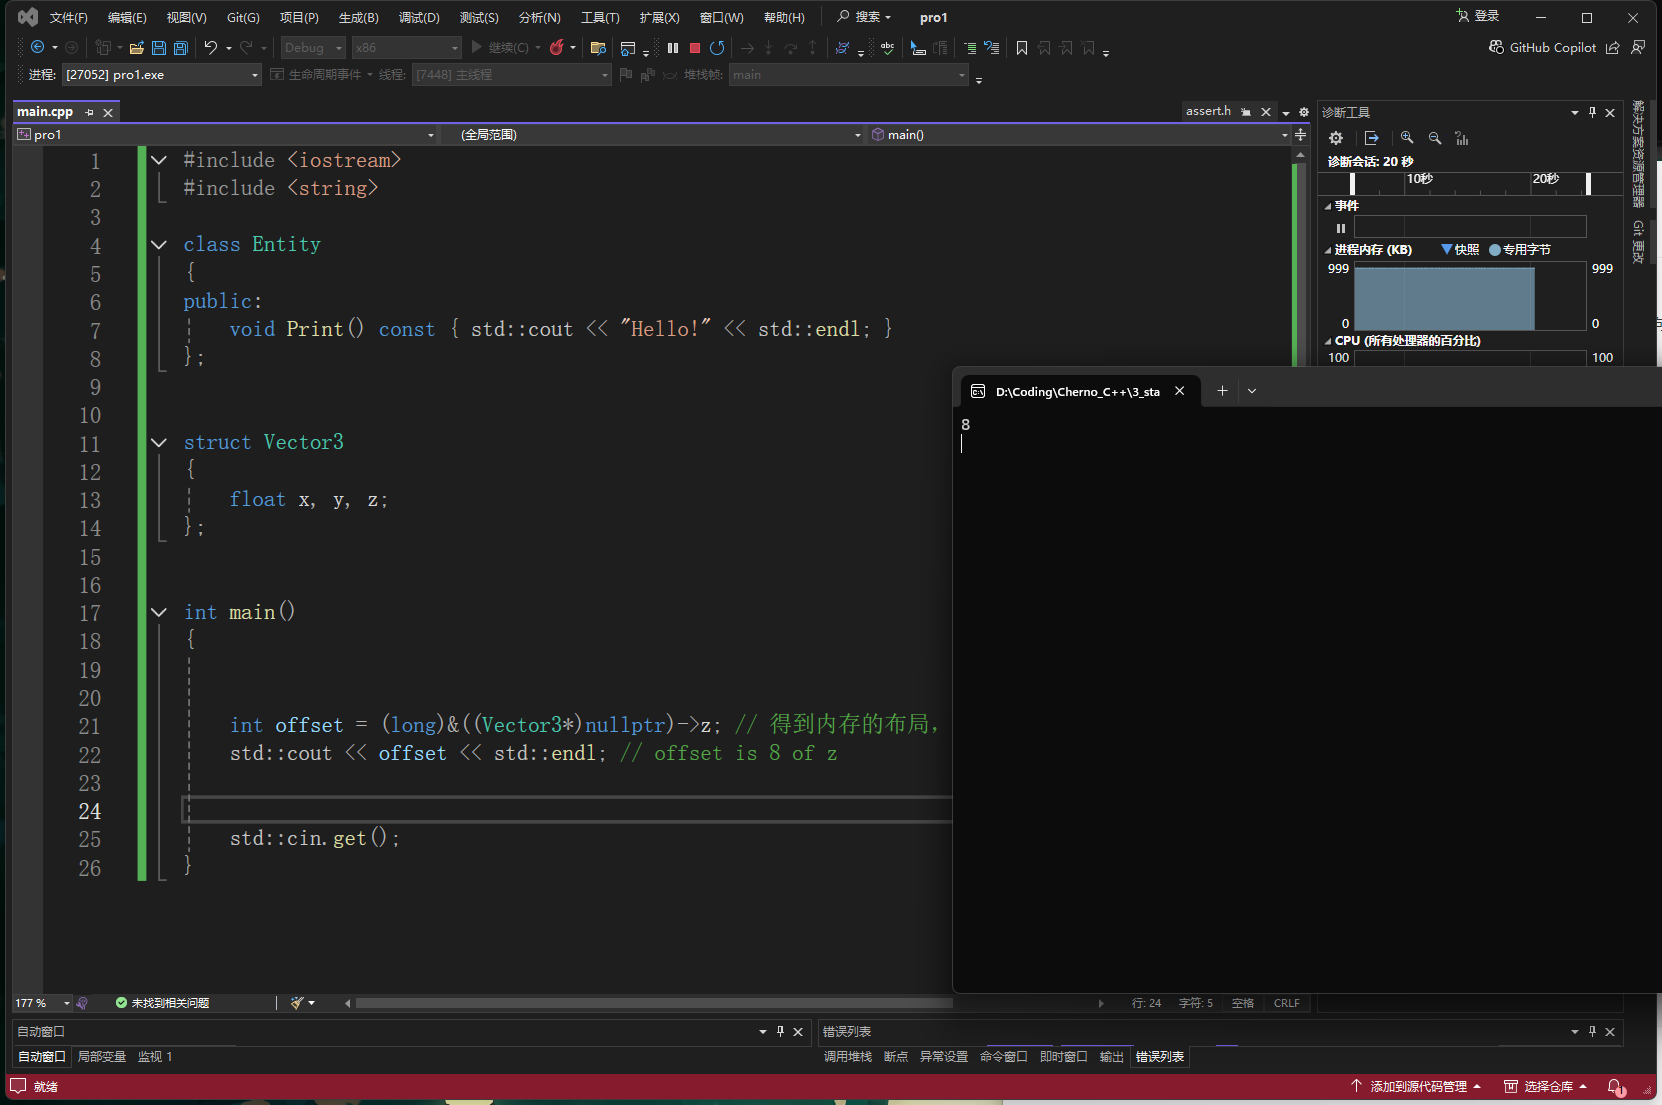 文件(F) 编辑(E) 视图(V) Git(G) 项目(P) 生成(B) 调试(D) 测试(S) 分析(N) 工具(T) 扩展(X) 窗口(W) 帮助(H) 搜索 pro1 登录
Debug x86 继续(C) abc GitHub Copilot
进程: [27052] pro1.exe 生命周期事件 线程: [7448] 主线程 堆栈帧: main
main.cpp assert.h
pro1 (全局范围) main()
1 #include <iostream>
2 #include <string>
3
4 class Entity
5 {
6 public:
7 void Print() const { std::cout << "Hello!" << std::endl; }
8 };
9
10
11 struct Vector3
12 {
13 float x, y, z;
14 };
15
16
17 int main()
18 {
19
20
21 int offset = (long)&((Vector3*)nullptr)->z; // 得到内存的布局,
22 std::cout << offset << std::endl; // offset is 8 of z
23
24
25 std::cin.get();
26 }
诊断工具
诊断会话: 20 秒
10秒 20秒
事件
进程内存 (KB) 快照 专用字节
999 999
0 0
CPU (所有处理器的百分比)
100 100
解决方案资源管理器
Git 更改
D:\Coding\Cherno_C++\3_sta
8
177 % 未找到相关问题 行: 24 字符: 5 空格 CRLF
自动窗口
自动窗口 局部变量 监视 1
错误列表
调用堆栈 断点 异常设置 命令窗口 即时窗口 输出 错误列表
就绪 添加到源代码管理 选择仓库 1